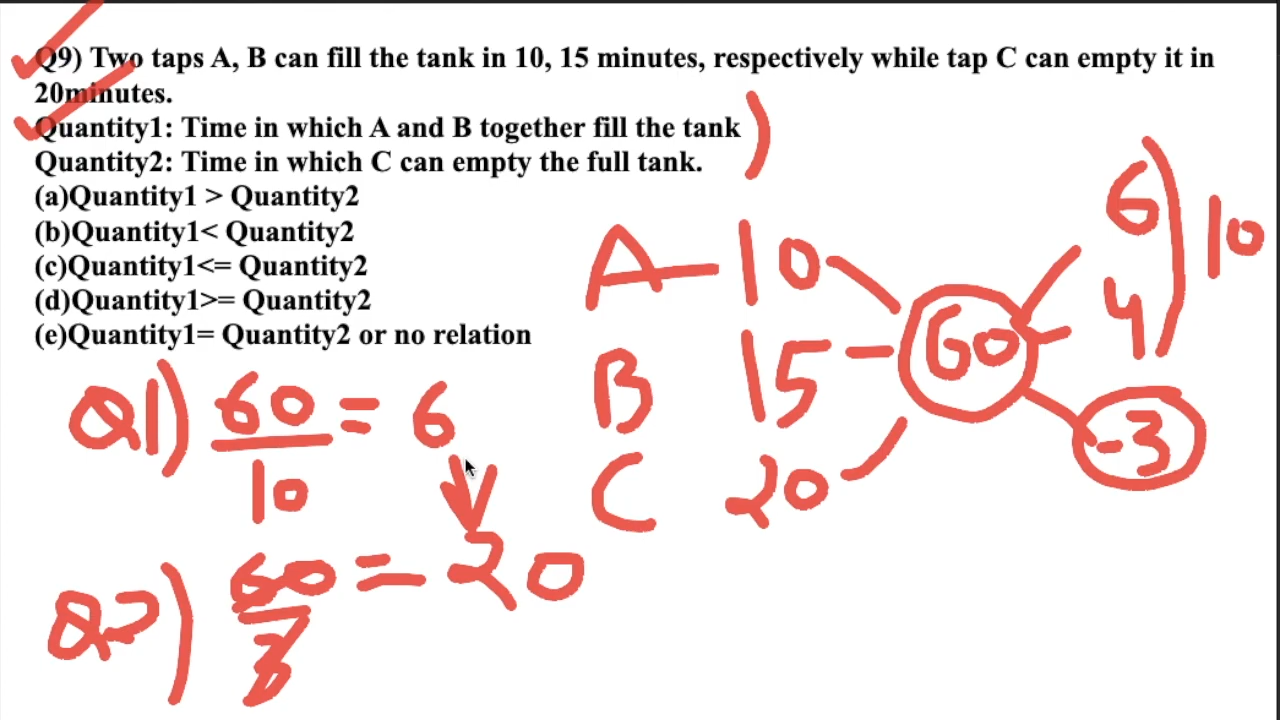 Q9) Two taps A, B can fill the tank in 10, 15 minutes, respectively while tap C can empty it in
20minutes.
Quantity1: Time in which A and B together fill the tank
Quantity2: Time in which C can empty the full tank.
(a)Quantity1 > Quantity2
(b)Quantity1< Quantity2
(c)Quantity1<= Quantity2
(d)Quantity1>= Quantity2
(e)Quantity1= Quantity2 or no relation
A — 10
B 15
C 20
60
6
4
10
-3
Q1) 60/10 = 6
Q2) 60/3 = 20